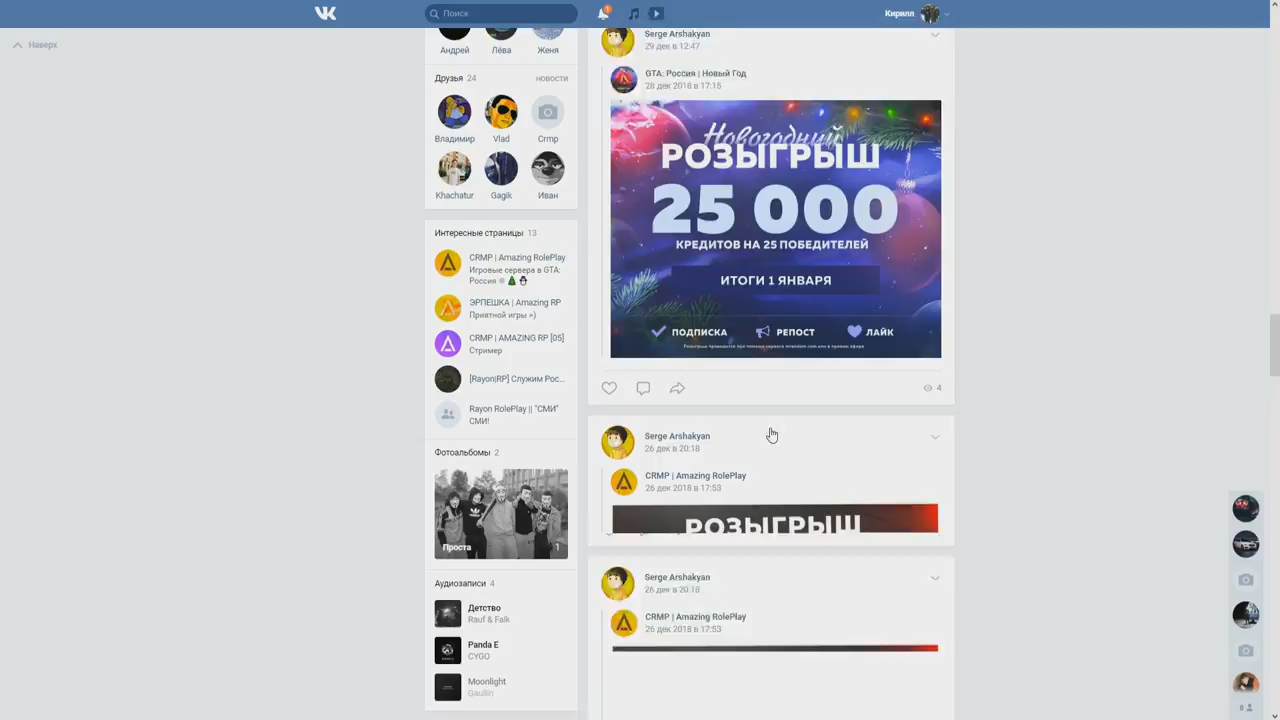 Поиск
1
Кирилл
Наверх
Андрей
Лёва
Женя
Друзья 24
новости
Владимир
Vlad
Crmp
Khachatur
Gagik
Иван
Интересные страницы 13
CRMP | Amazing RolePlay
Игровые сервера в GTA:
Россия
ЭРПЕШКА | Amazing RP
Приятной игры =)
CRMP | AMAZING RP [05]
Стример
[Rayon|RP] Служим Рос...
Rayon RolePlay || "СМИ"
СМИ!
Фотоальбомы 2
Проста 1
Аудиозаписи 4
Детство
Rauf & Faik
Panda E
CYGO
Moonlight
Gaullin
Serge Arshakyan
29 дек в 12:47
GTA: Россия | Новый Год
28 дек 2018 в 17:15
Новогодний
РОЗЫГРЫШ
25 000
КРЕДИТОВ НА 25 ПОБЕДИТЕЛЕЙ
ИТОГИ 1 ЯНВАРЯ
ПОДПИСКА РЕПОСТ ЛАЙК
4
Serge Arshakyan
26 дек в 20:18
CRMP | Amazing RolePlay
26 дек 2018 в 17:53
РОЗЫГРЫШ
Serge Arshakyan
26 дек в 20:18
CRMP | Amazing RolePlay
26 дек 2018 в 17:53